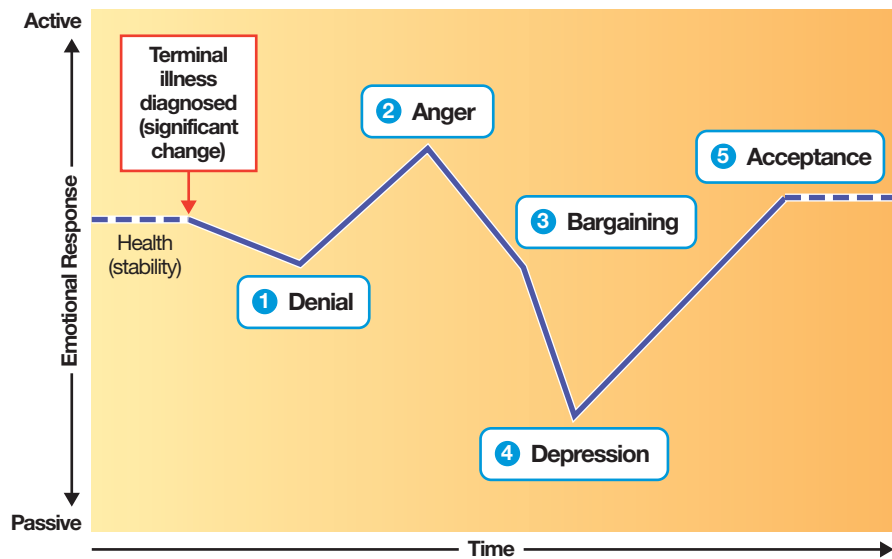 Active
Terminal
illness
diagnosed
(significant
change)
2 Anger
5 Acceptance
3 Bargaining
Health
(stability)
1 Denial
Emotional Response
4 Depression
Passive
Time